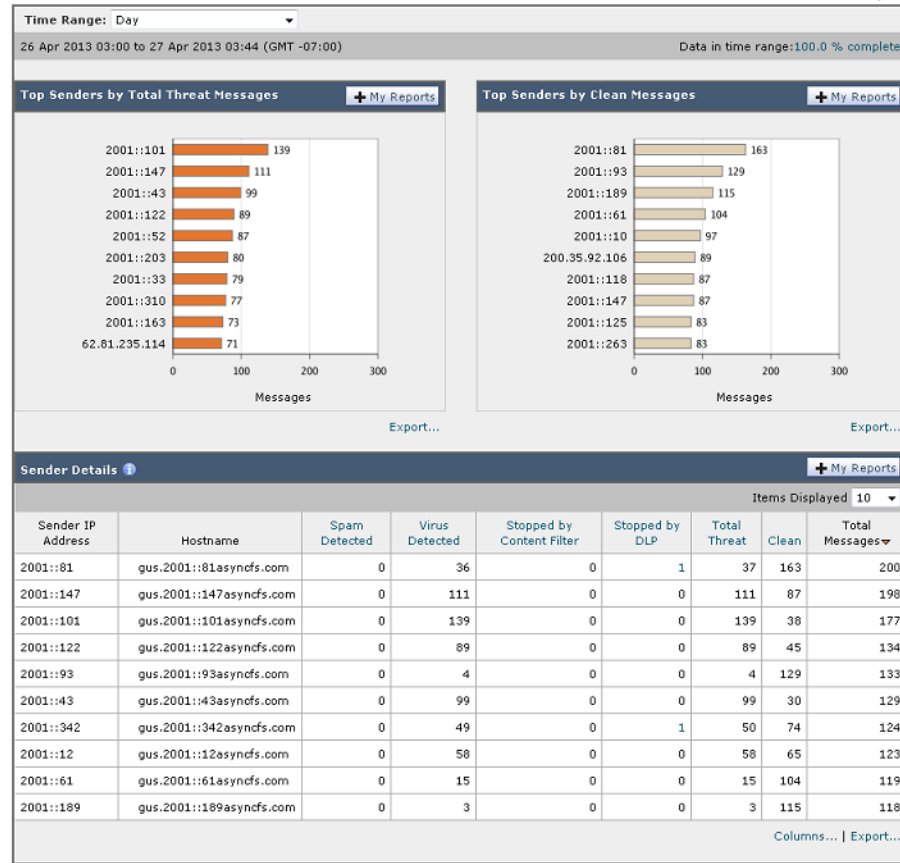 Time Range: Day
26 Apr 2013 03:00 to 27 Apr 2013 03:44 (GMT -07:00) Data in time range:100.0 % complete
Top Senders by Total Threat Messages
+ My Reports
2001::101 139
2001::147 111
2001::43 99
2001::122 89
2001::52 87
2001::203 80
2001::33 79
2001::310 77
2001::163 73
62.81.235.114 71
0 100 200 300
Messages
Export...
Top Senders by Clean Messages
+ My Reports
2001::81 163
2001::93 129
2001::189 115
2001::61 104
2001::10 97
200.35.92.106 89
2001::118 87
2001::147 87
2001::125 83
2001::263 83
0 100 200 300
Messages
Export...
Sender Details
+ My Reports
Items Displayed 10
Sender IP Address Hostname Spam Detected Virus Detected Stopped by Content Filter Stopped by DLP Total Threat Clean Total Messages
2001::81 gus.2001::81asyncfs.com 0 36 0 1 37 163 200
2001::147 gus.2001::147asyncfs.com 0 111 0 0 111 87 198
2001::101 gus.2001::101asyncfs.com 0 139 0 0 139 38 177
2001::122 gus.2001::122asyncfs.com 0 89 0 0 89 45 134
2001::93 gus.2001::93asyncfs.com 0 4 0 0 4 129 133
2001::43 gus.2001::43asyncfs.com 0 99 0 0 99 30 129
2001::342 gus.2001::342asyncfs.com 0 49 0 1 50 74 124
2001::12 gus.2001::12asyncfs.com 0 58 0 0 58 65 123
2001::61 gus.2001::61asyncfs.com 0 15 0 0 15 104 119
2001::189 gus.2001::189asyncfs.com 0 3 0 0 3 115 118
Columns... | Export...